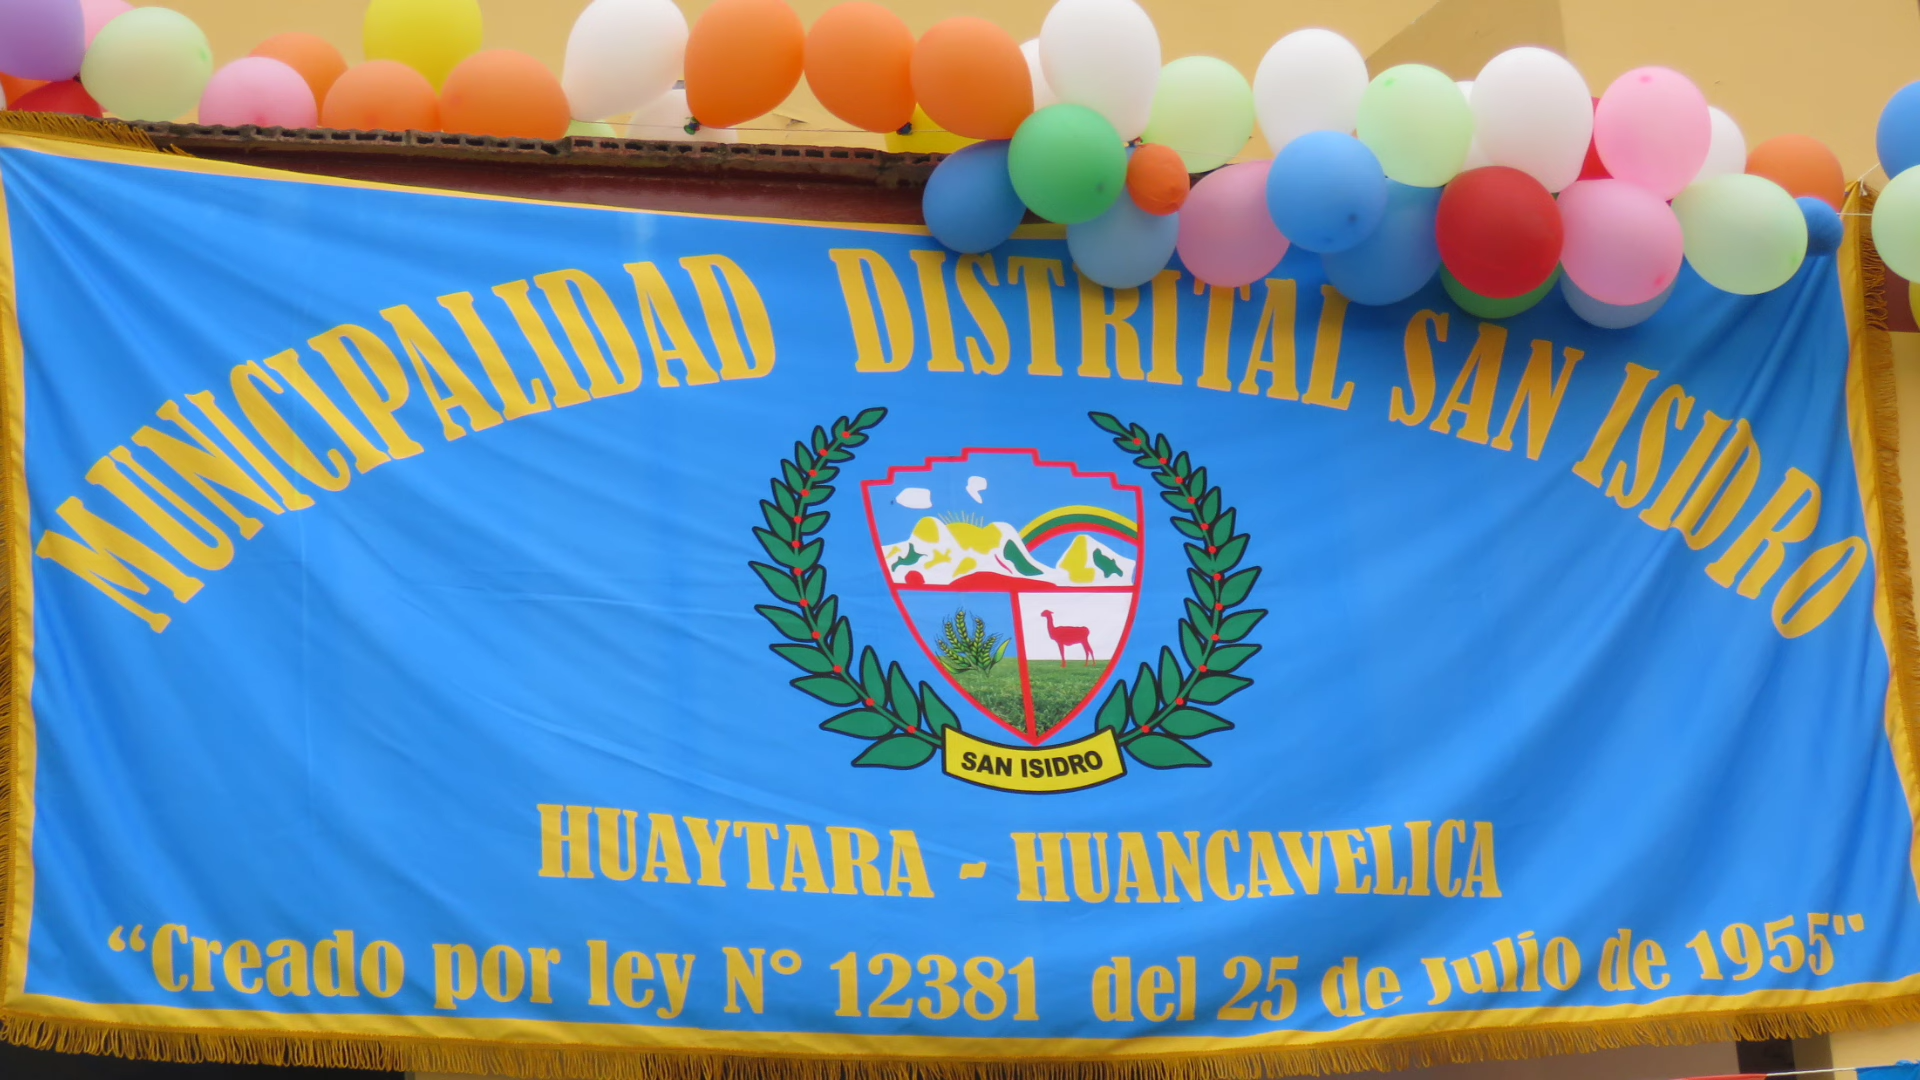 MUNICIPALIDAD DISTRITAL SAN ISIDRO
SAN ISIDRO
HUAYTARA - HUANCAVELICA
“Creado por ley N° 12381 del 25 de Julio de 1955"